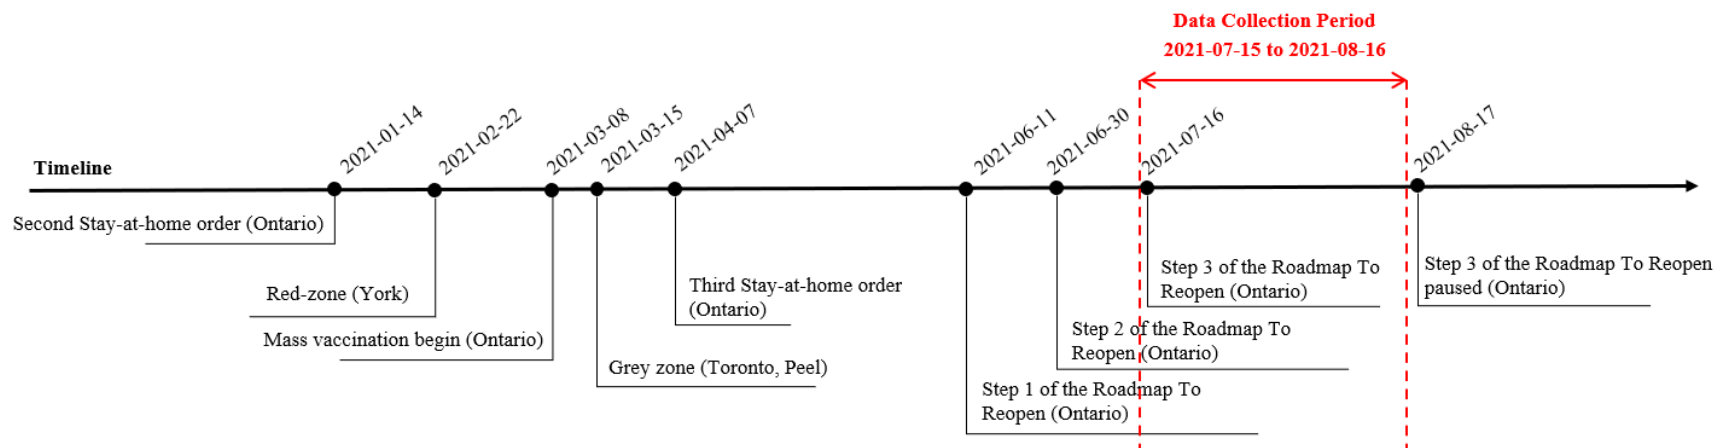 Data Collection Period
2021-07-15 to 2021-08-16
Timeline
2021-01-14
2021-02-22
2021-03-08
2021-03-15
2021-04-07
2021-06-11
2021-06-30
2021-07-16
2021-08-17
Second Stay-at-home order (Ontario)
Red-zone (York)
Mass vaccination begin (Ontario)
Grey zone (Toronto, Peel)
Third Stay-at-home order
(Ontario)
Step 1 of the Roadmap To
Reopen (Ontario)
Step 2 of the Roadmap To
Reopen (Ontario)
Step 3 of the Roadmap To
Reopen (Ontario)
Step 3 of the Roadmap To Reopen
paused (Ontario)